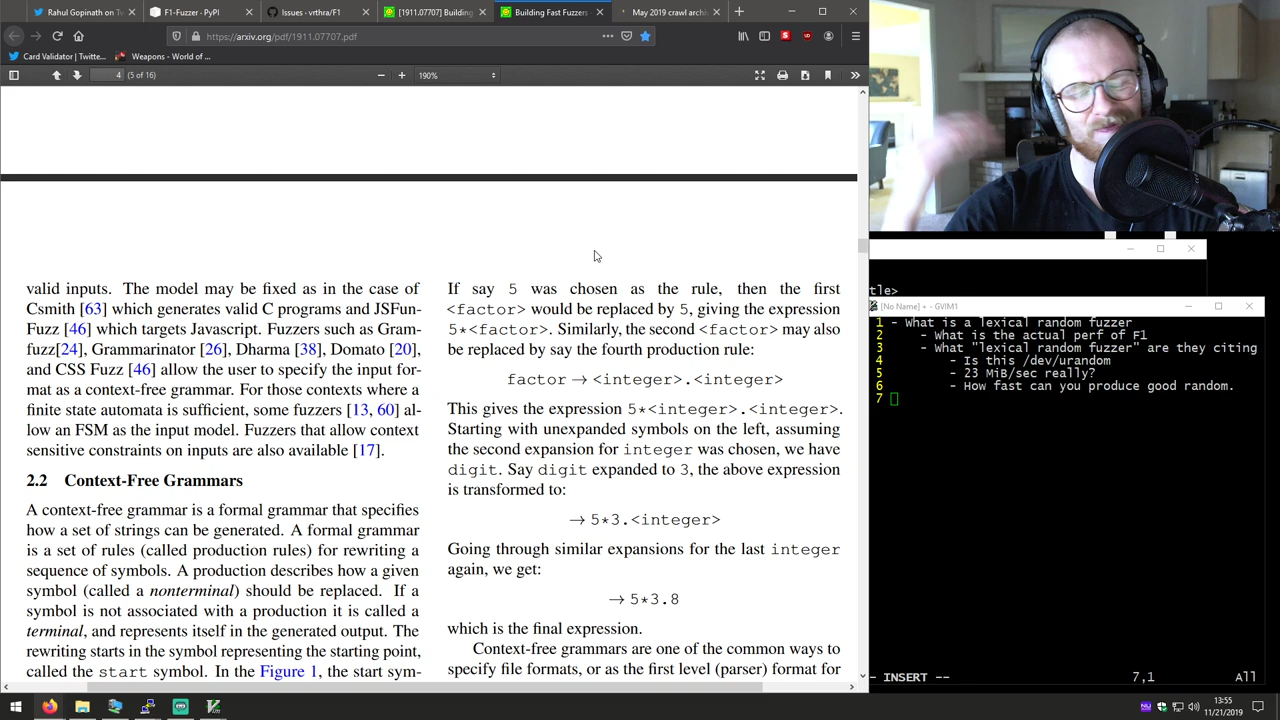 Rahul Gopinath on Tw
F1-Fuzzer · PyPI
Issues · vrthra/F1
[1911.07707] Building
Building Fast Fuzzers
May 2019 crawl archi
https://arxiv.org/pdf/1911.07707.pdf
Card Validator | Twitte...
Weapons - World of ...
4 (5 of 16)
190%
valid inputs. The model may be fixed as in the case of
Csmith [63] which generates valid C programs and JSFun-
Fuzz [46] which targets Javascript. Fuzzers such as Gram-
fuzz[24], Grammarinator [26], Dharma [38], Domato [20],
and CSS Fuzz [46] allow the user to specify the input for-
mat as a context-free grammar. For those contexts where a
finite state automata is sufficient, some fuzzers [13, 60] al-
low an FSM as the input model. Fuzzers that allow context
sensitive constraints on inputs are also available [17].
2.2 Context-Free Grammars
A context-free grammar is a formal grammar that specifies
how a set of strings can be generated. A formal grammar
is a set of rules (called production rules) for rewriting a
sequence of symbols. A production describes how a given
symbol (called a nonterminal) should be replaced. If a
symbol is not associated with a production it is called a
terminal, and represents itself in the generated output. The
rewriting starts in the symbol representing the starting point,
called the start symbol. In the Figure 1, the start sym-
If say 5 was chosen as the rule, then the first
<factor> would be replaced by 5, giving the expression
5*<factor>. Similarly, the second <factor> may also
be replaced by say the fourth production rule:
factor → <integer>.<integer>
This gives the expression 5*<integer>.<integer>.
Starting with unexpanded symbols on the left, assuming
the second expansion for integer was chosen, we have
digit. Say digit expanded to 3, the above expression
is transformed to:
→ 5*3.<integer>
Going through similar expansions for the last integer
again, we get:
→ 5*3.8
which is the final expression.
Context-free grammars are one of the common ways to
specify file formats, or as the first level (parser) format for
tle>
[No Name] + - GVIM1
1 - What is a lexical random fuzzer
2 - What is the actual perf of F1
3 - What "lexical random fuzzer" are they citing
4 - Is this /dev/urandom
5 - 23 MiB/sec really?
6 - How fast can you produce good random.
7
- INSERT -- 7,1 All
13:55
11/21/2019